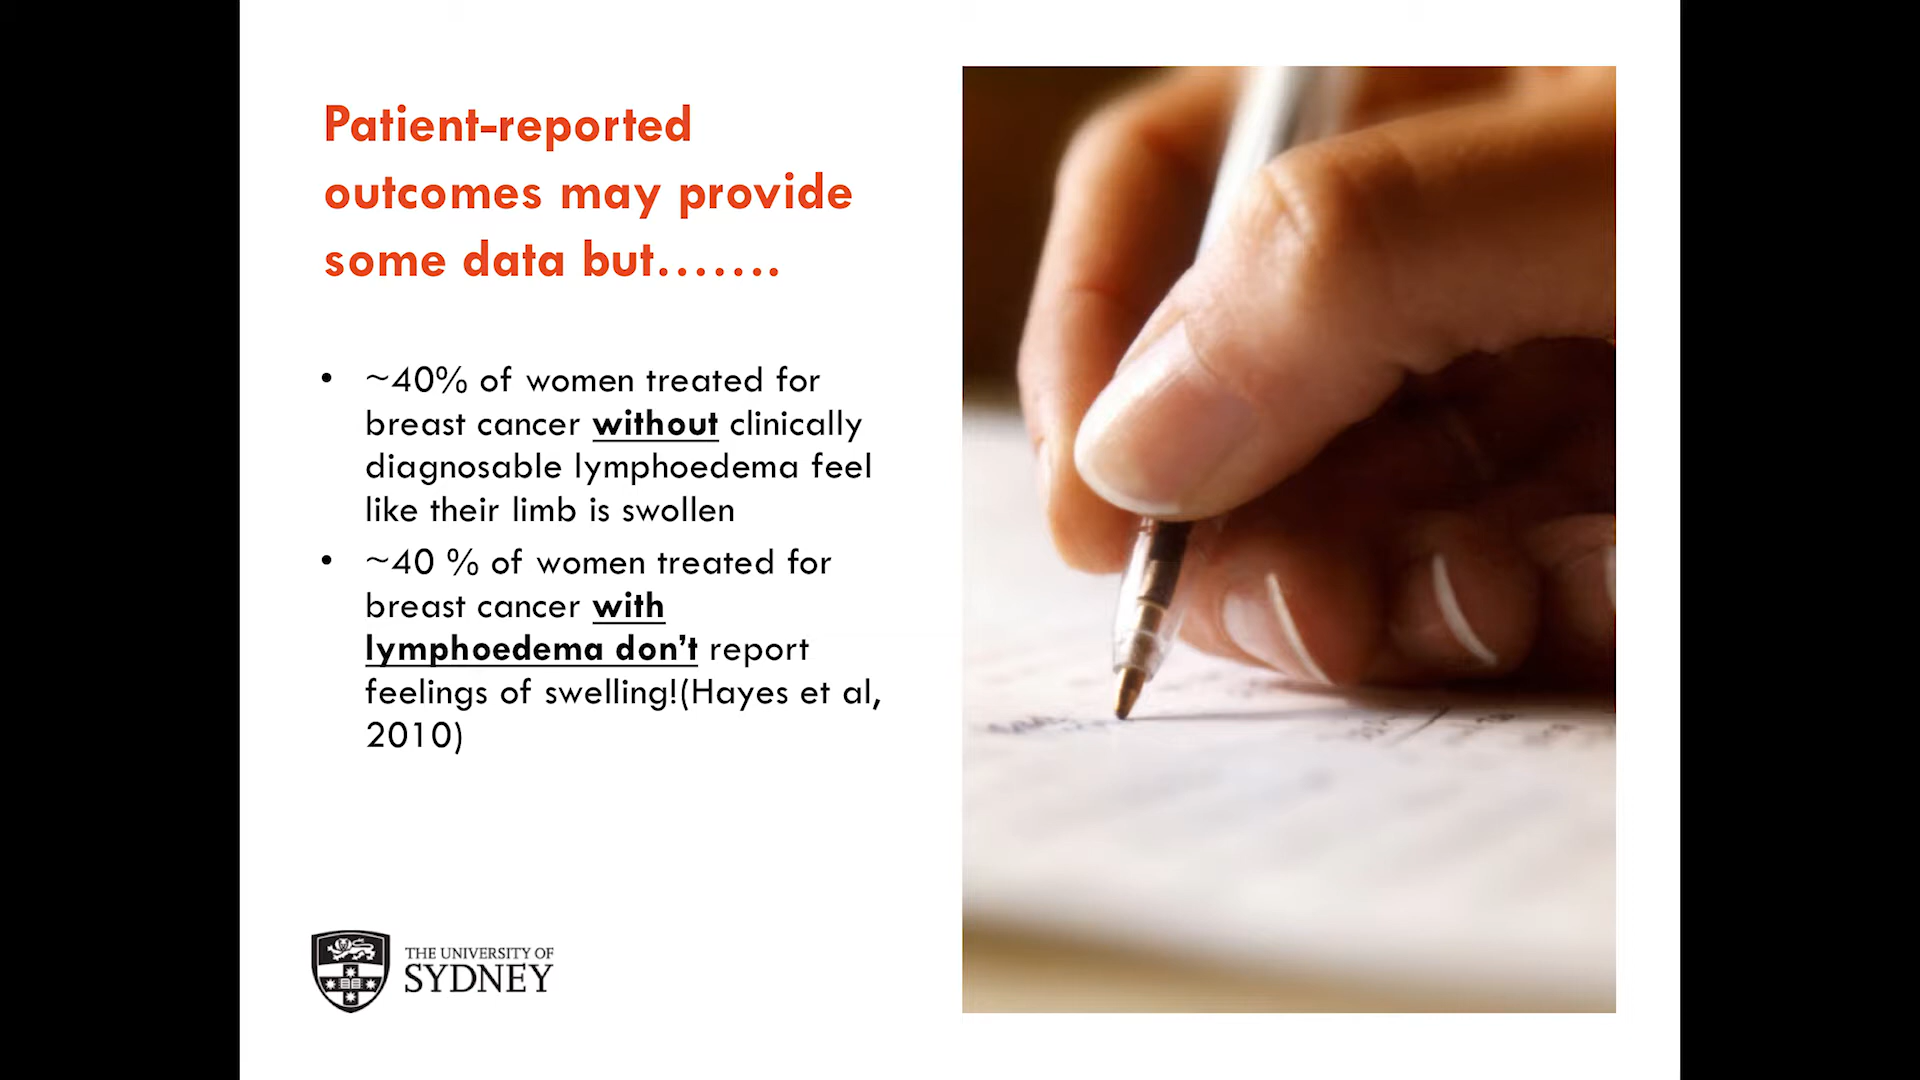 Patient-reported
outcomes may provide
some data but.......
• ~40% of women treated for
breast cancer without clinically
diagnosable lymphoedema feel
like their limb is swollen
• ~40 % of women treated for
breast cancer with
lymphoedema don’t report
feelings of swelling!(Hayes et al,
2010)
THE UNIVERSITY OF
SYDNEY